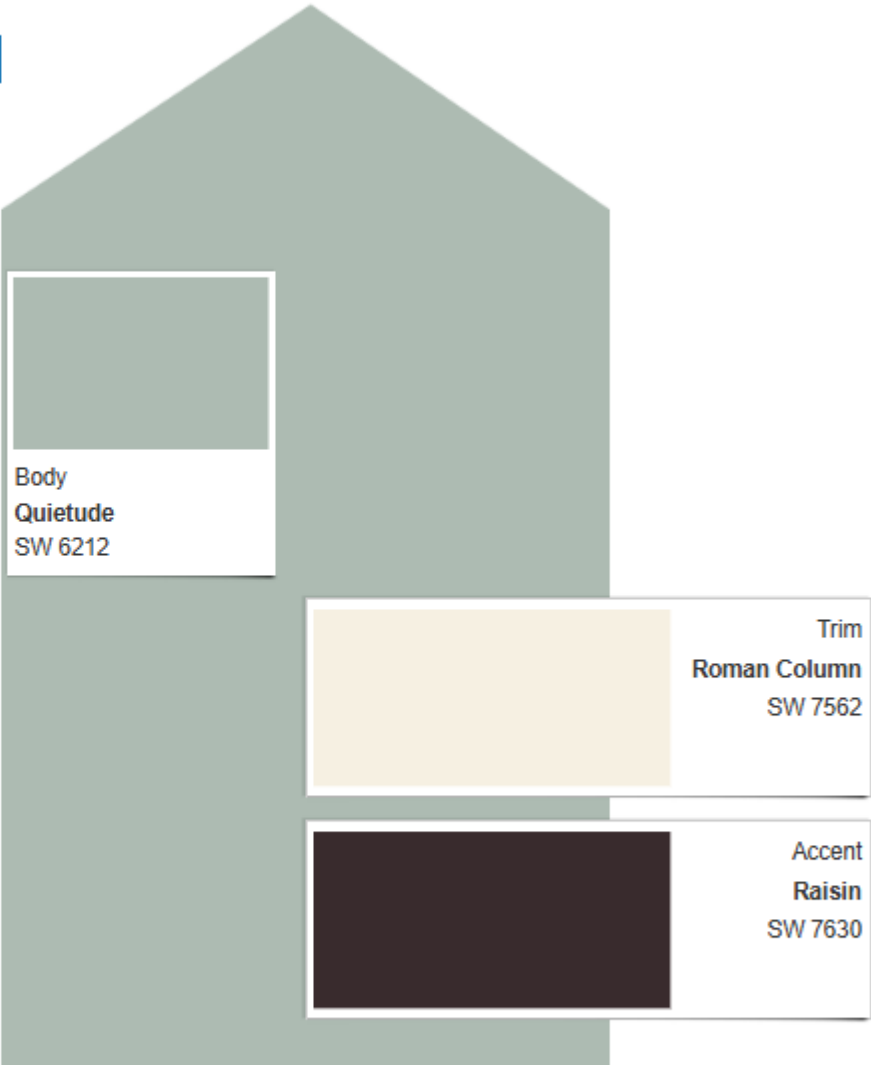 Body
Quietude
SW 6212
Trim
Roman Column
SW 7562
Accent
Raisin
SW 7630